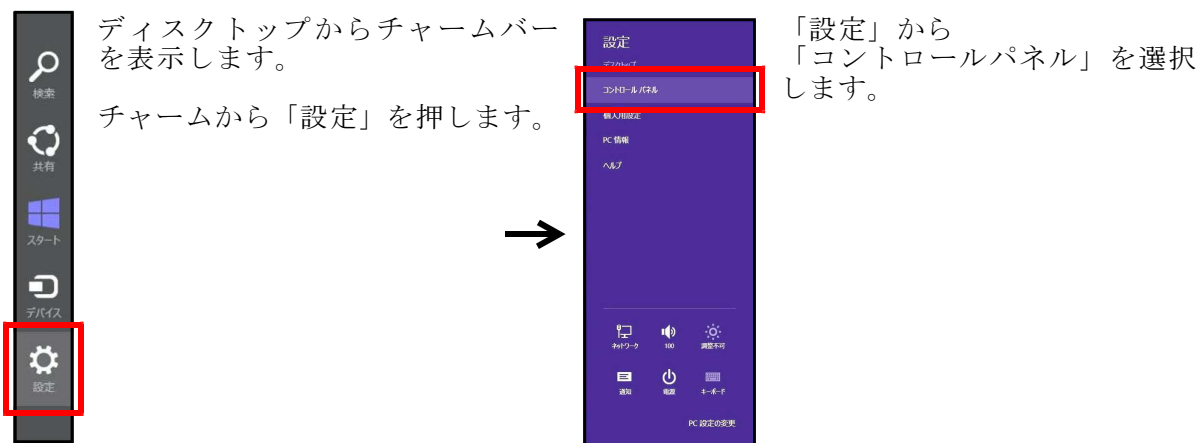 検索
共有
スタート
デバイス
設定
ディスクトップからチャームバー
を表示します。
チャームから「設定」を押します。
設定
デスクトップ
コントロール パネル
個人用設定
PC 情報
ヘルプ
ネットワーク
100
調整不可
通知
電源
キーボード
PC 設定の変更
「設定」から
「コントロールパネル」を選択
します。